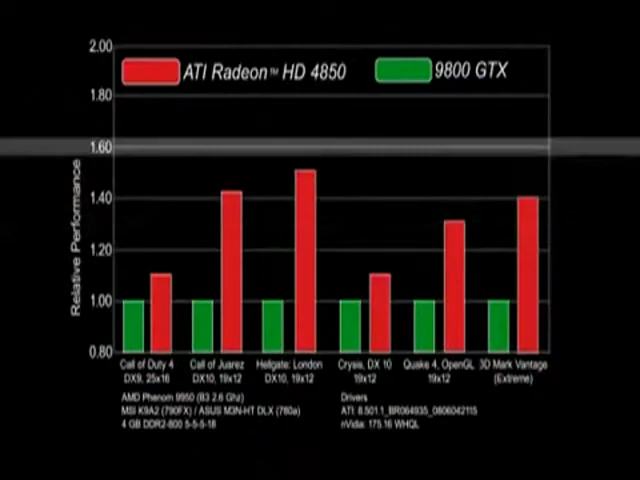 2.00
ATI Radeon™ HD 4850
9800 GTX
1.80
1.60
1.40
1.20
1.00
0.80
Relative Performance
Call of Duty 4
DX9, 25x16
Call of Juarez
DX10, 19x12
Hellgate: London
DX10, 19x12
Crysis, DX 10
19x12
Quake 4, OpenGL
19x12
3D Mark Vantage
(Extreme)
AMD Phenom 9950 (B3 2.6 Ghz)
MSI K9A2 (790FX) / ASUS M3N-HT DLX (780a)
4 GB DDR2-800 5-5-5-18
Drivers
ATI: 8.501.1_BR064935_0806042115
nVidia: 175.16 WHQL